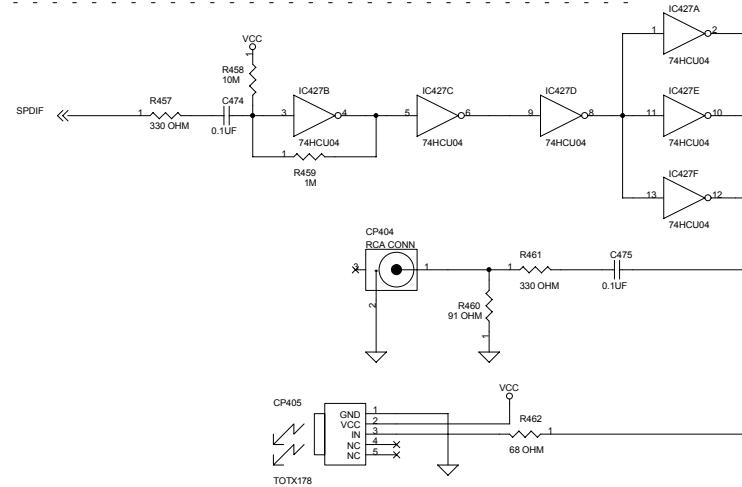 IC427A
1
2
74HCU04
VCC
1
R458
10M
SPDIF
1
R457
330 OHM
C474
0.1UF
IC427B
3
4
74HCU04
1
R459
1M
IC427C
5
6
74HCU04
IC427D
9
8
74HCU04
IC427E
11
10
74HCU04
IC427F
13
12
74HCU04
CP404
RCA CONN
3
1
2
R460
91 OHM
1
1
R461
330 OHM
C475
0.1UF
CP405
GND 1
VCC 2
IN 3
NC 4
NC 5
TOTX178
VCC
R462
1
68 OHM